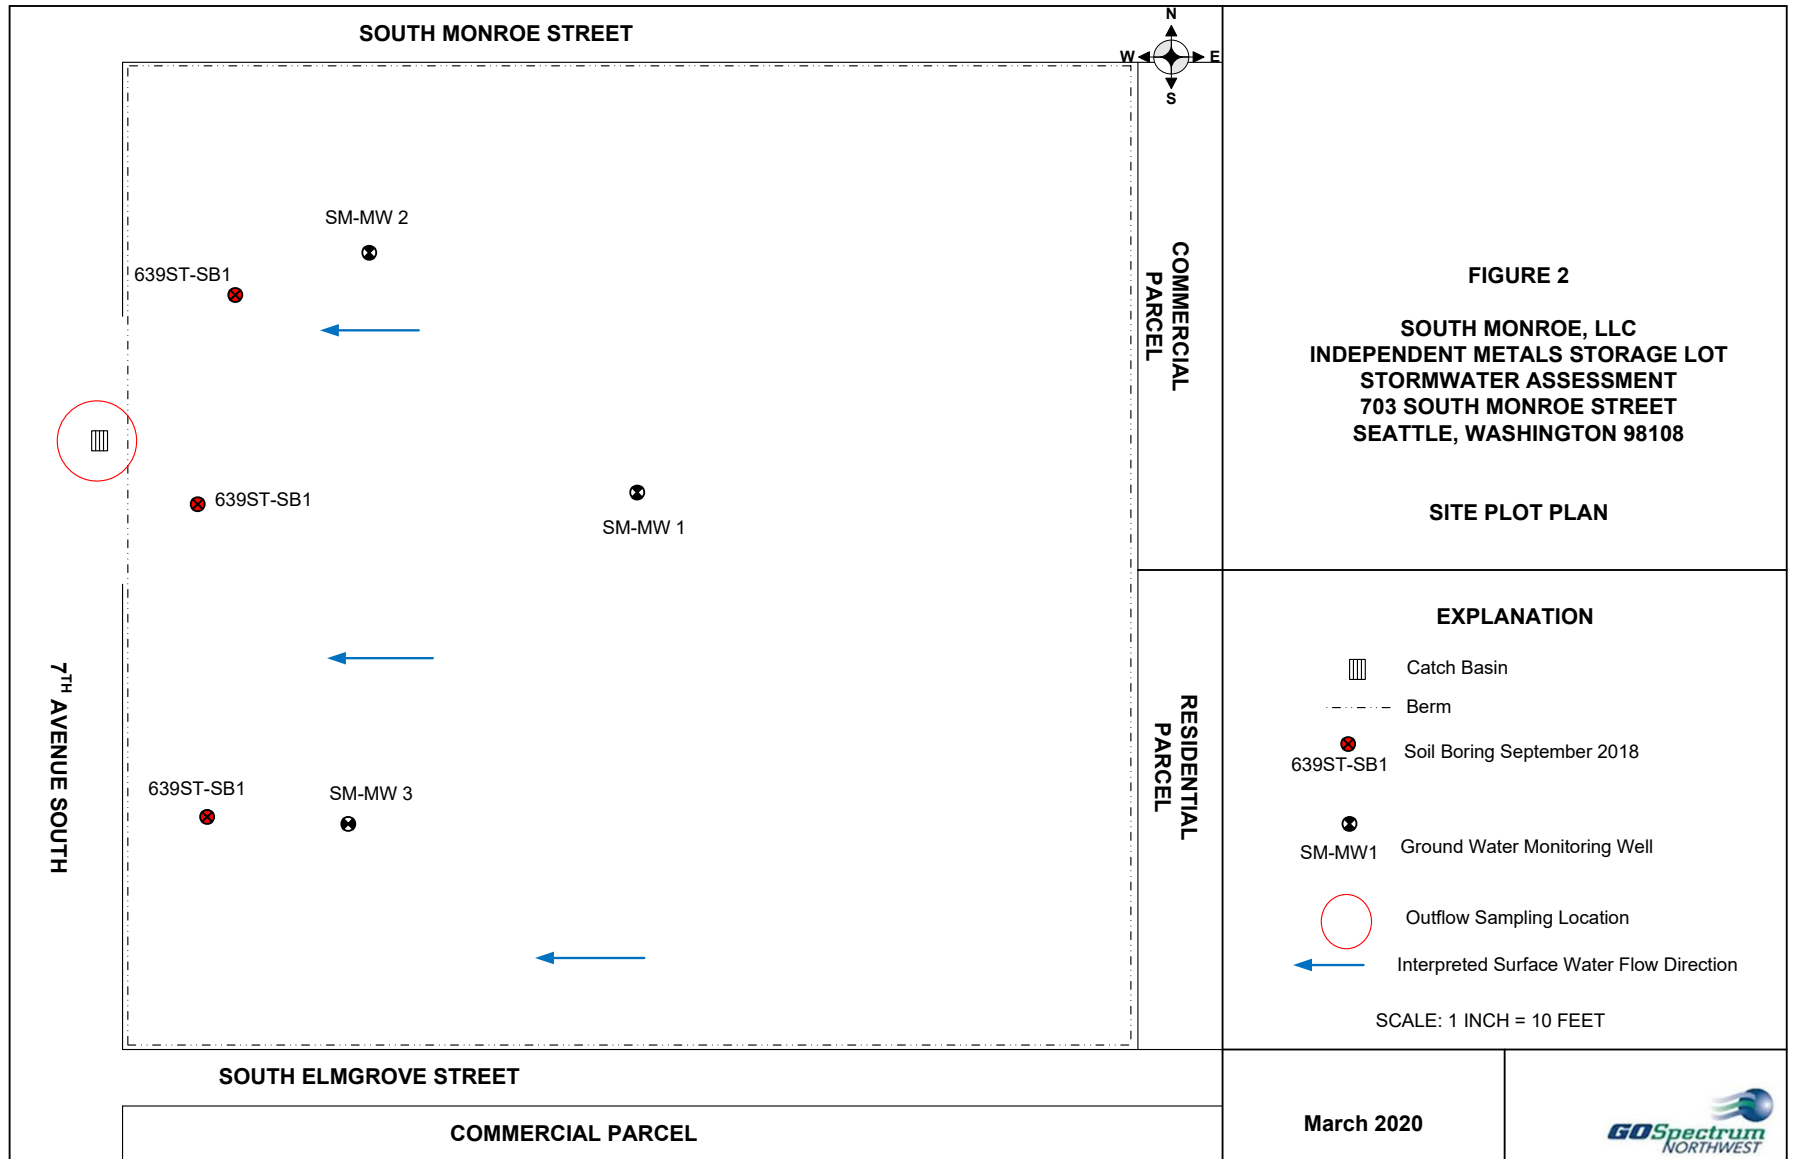 SOUTH MONROE STREET
N
W
E
S
SM-MW 2
639ST-SB1
639ST-SB1
SM-MW 1
639ST-SB1
SM-MW 3
7TH AVENUE SOUTH
COMMERCIAL
PARCEL
RESIDENTIAL
PARCEL
SOUTH ELMGROVE STREET
COMMERCIAL PARCEL
FIGURE 2
SOUTH MONROE, LLC
INDEPENDENT METALS STORAGE LOT
STORMWATER ASSESSMENT
703 SOUTH MONROE STREET
SEATTLE, WASHINGTON 98108
SITE PLOT PLAN
EXPLANATION
Catch Basin
Berm
639ST-SB1
Soil Boring September 2018
SM-MW1
Ground Water Monitoring Well
Outflow Sampling Location
Interpreted Surface Water Flow Direction
SCALE: 1 INCH = 10 FEET
March 2020
GOSpectrum
NORTHWEST